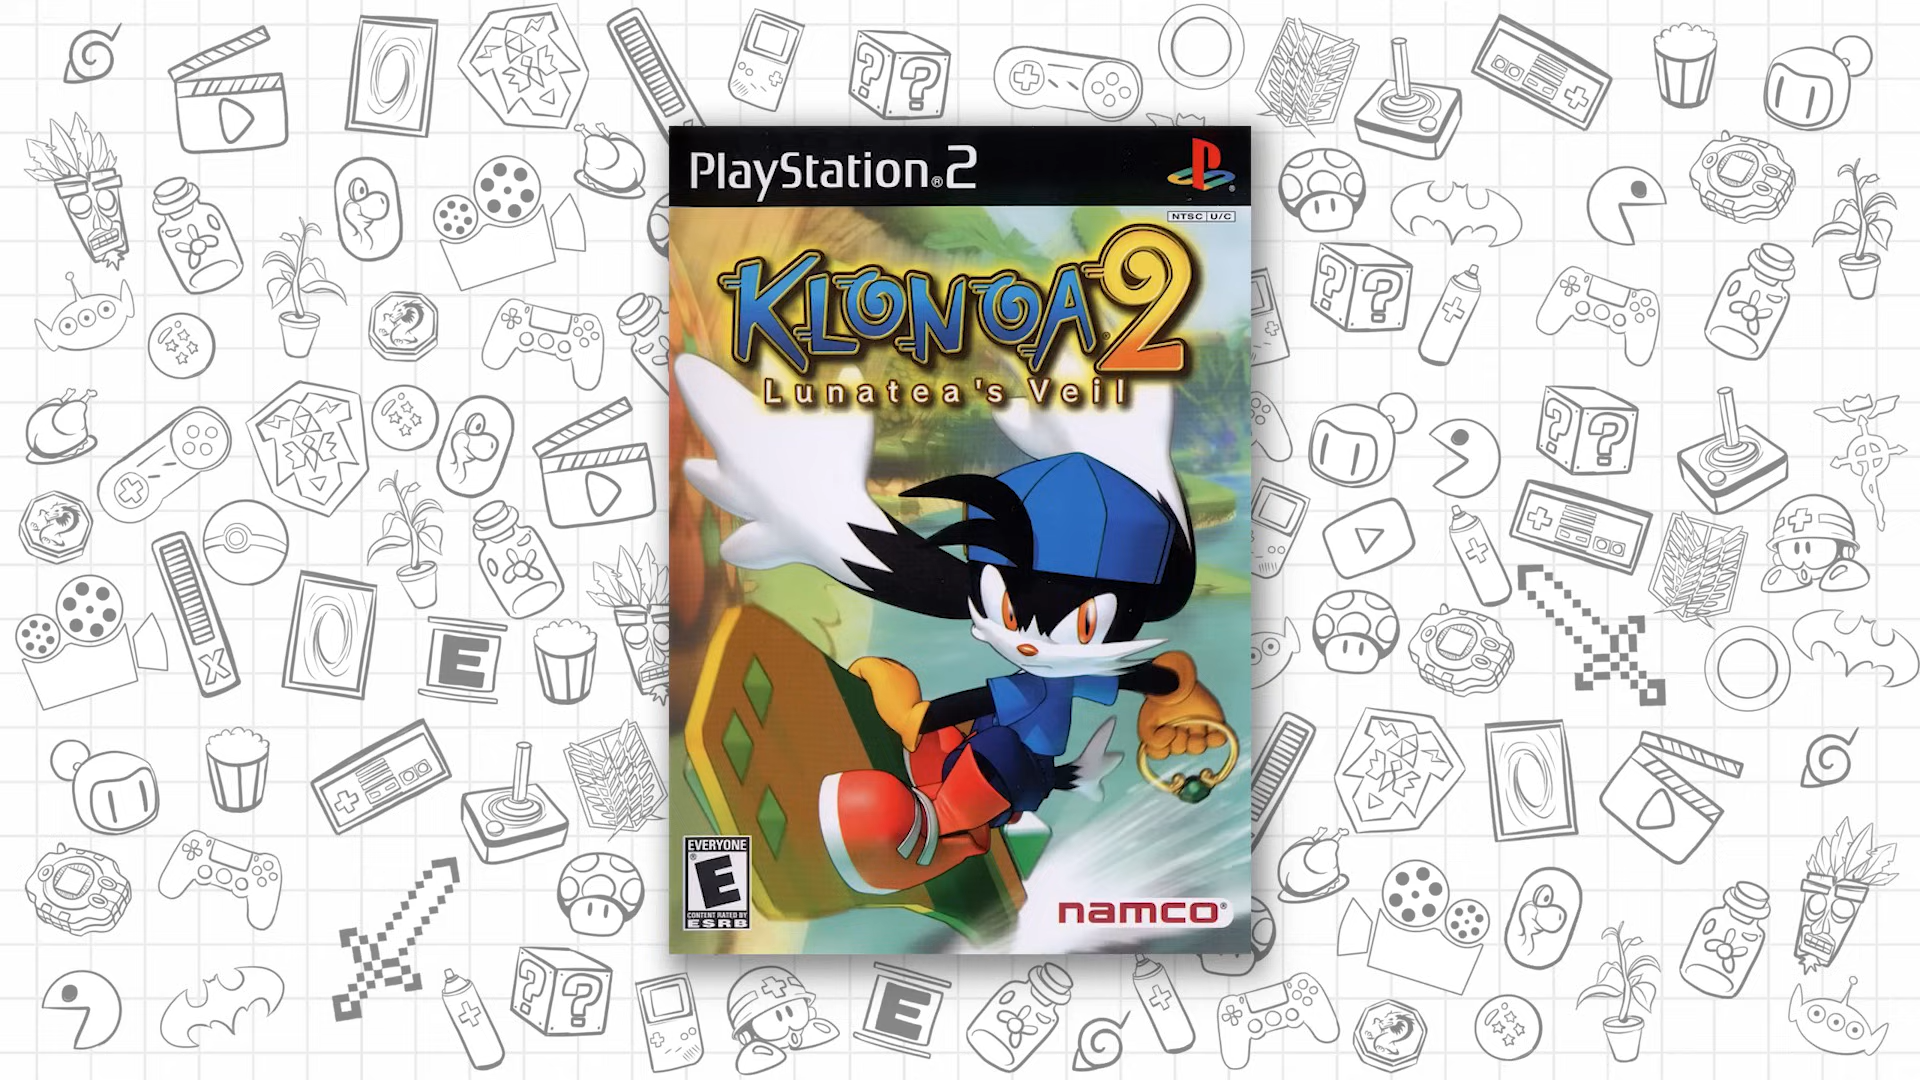 PlayStation®2
NTSC U/C
KLONOA 2
Lunatea's Veil
EVERYONE
E
CONTENT RATED BY
ESRB
namco®
? ?
? ?
? ?
? ?
X
E
E